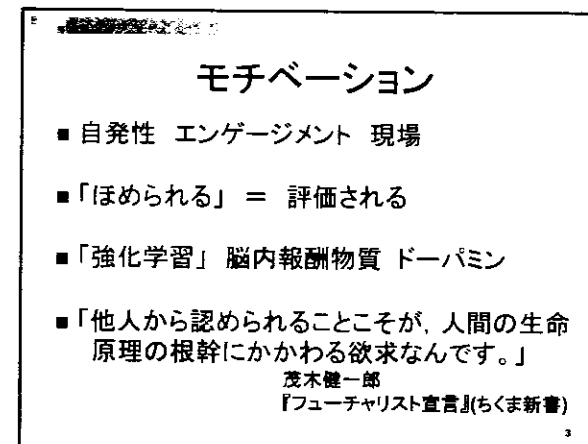 モチベーション
■ 自発性 エンゲージメント 現場
■「ほめられる」 ＝ 評価される
■「強化学習」 脳内報酬物質 ドーパミン
■「他人から認められることこそが, 人間の生命
原理の根幹にかかわる欲求なんです。」
茂木健一郎
『フューチャリスト宣言』(ちくま新書)
3